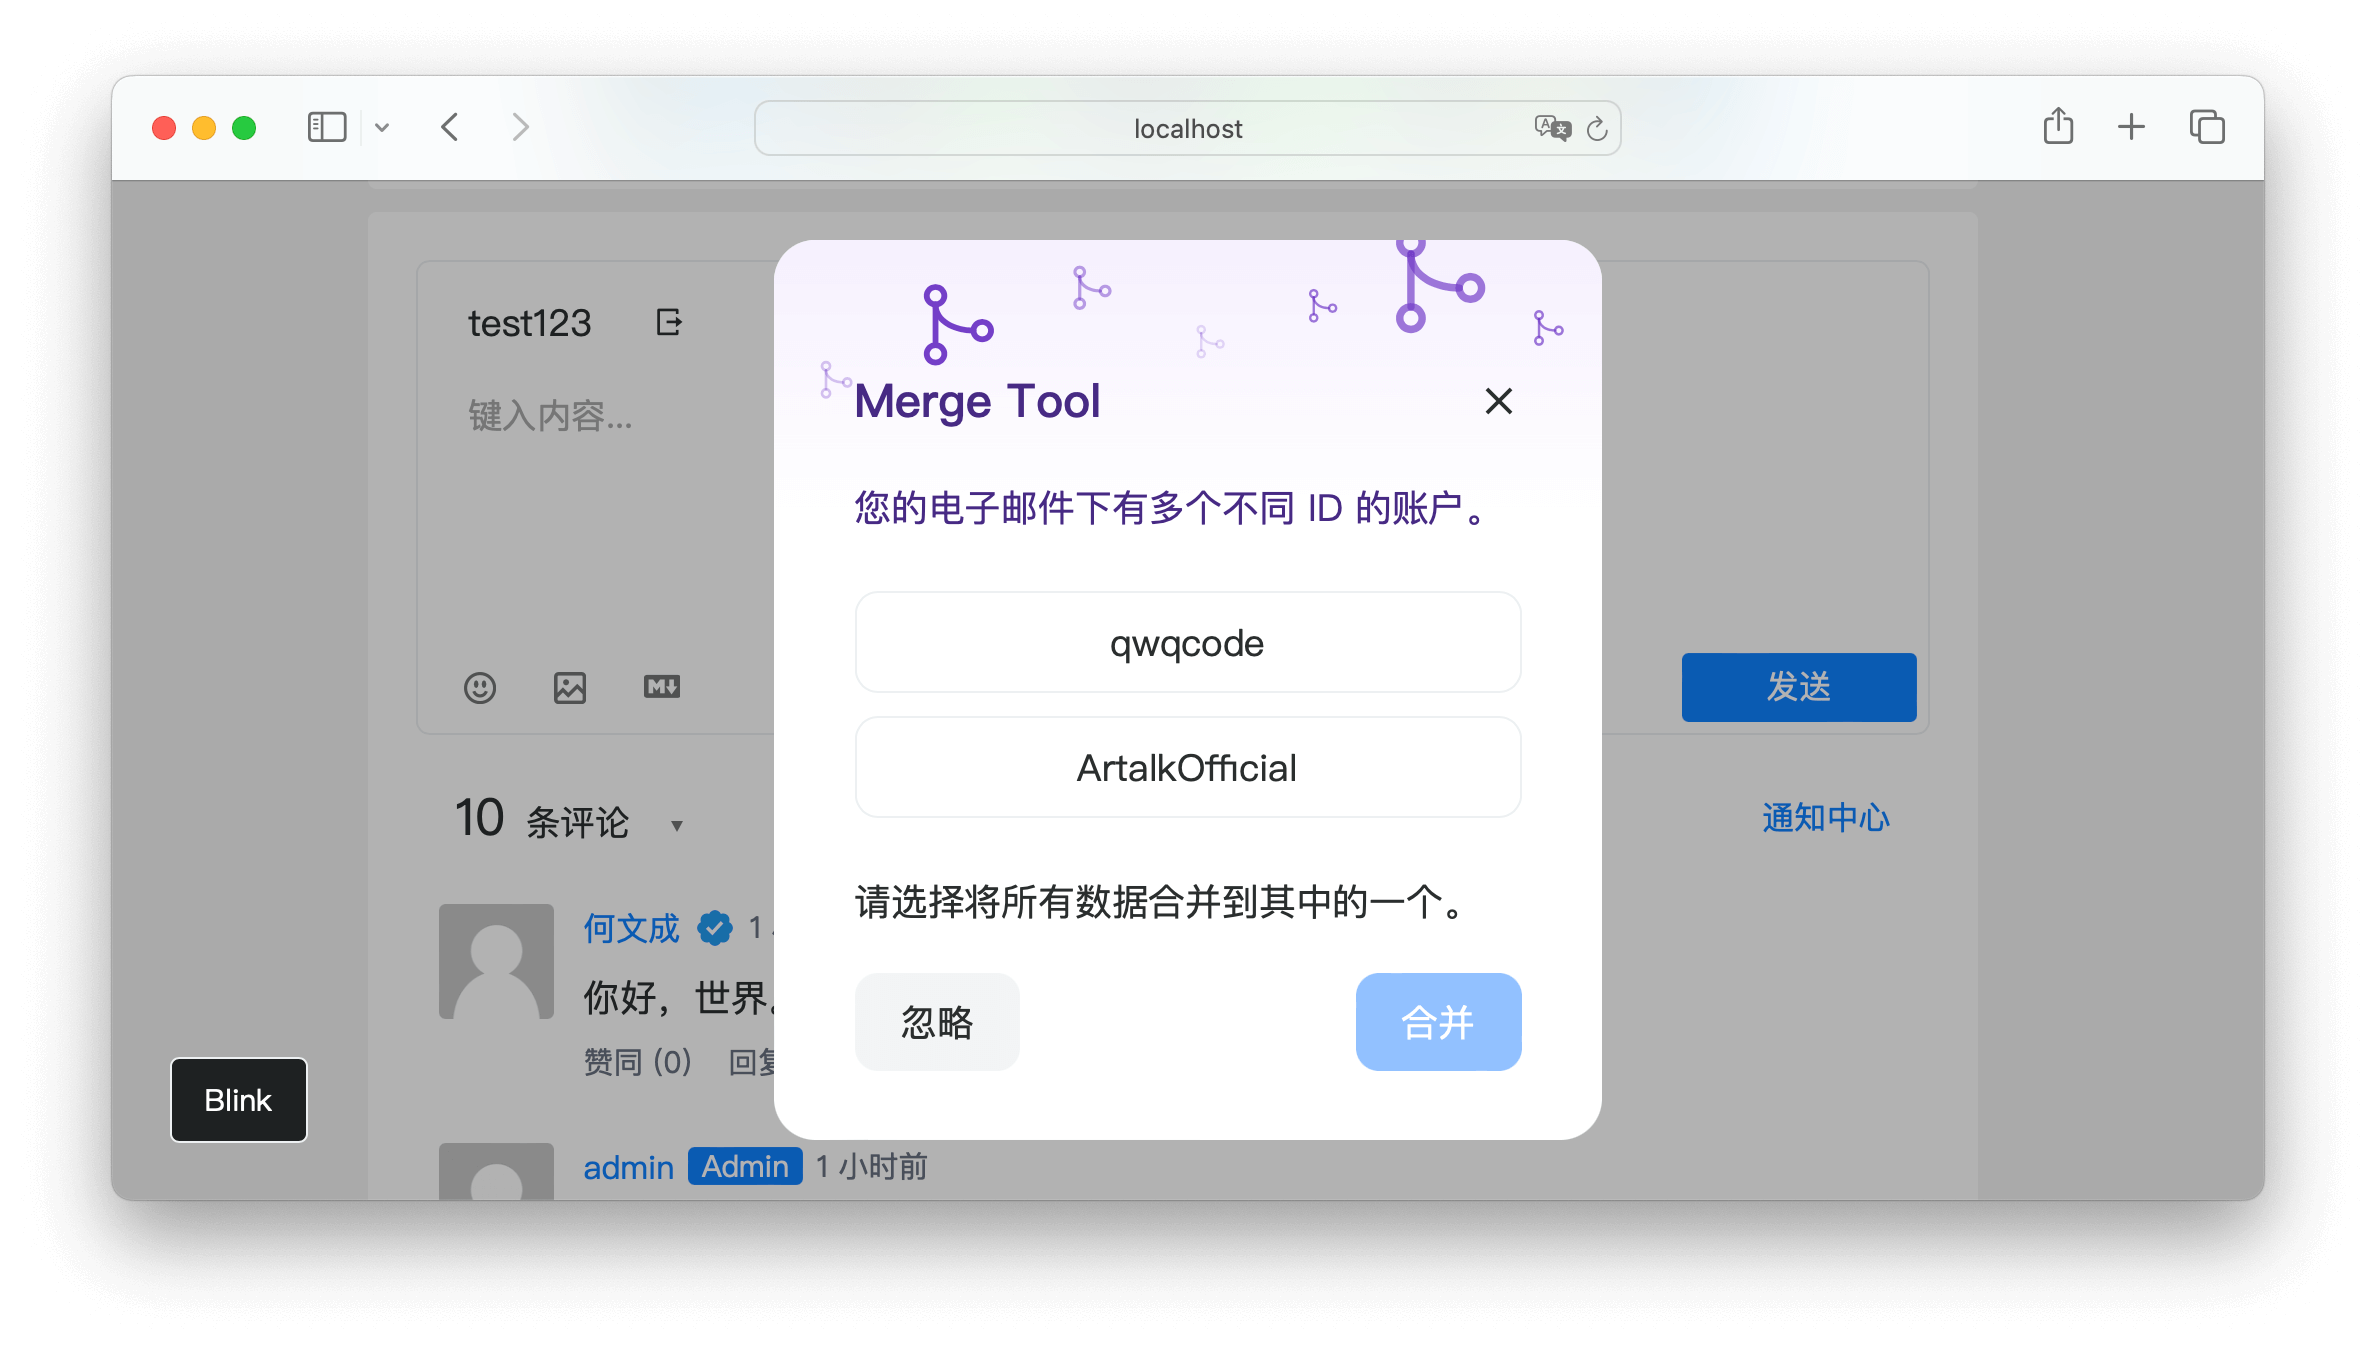 localhost
test123
键入内容...
发送
10 条评论
通知中心
何文成 1
你好，世界。
赞同 (0) 回复
admin Admin 1 小时前
Blink
Merge Tool
您的电子邮件下有多个不同 ID 的账户。
qwqcode
ArtalkOfficial
请选择将所有数据合并到其中的一个。
忽略 合并